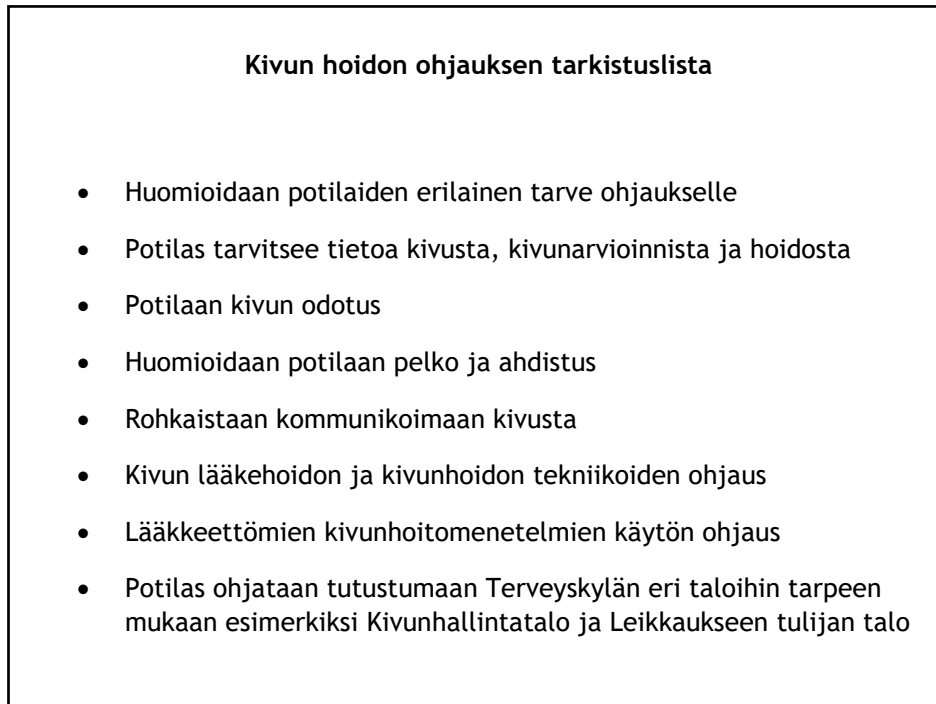 Kivun hoidon ohjauksen tarkistuslista
• Huomioidaan potilaiden erilainen tarve ohjaukselle
• Potilas tarvitsee tietoa kivusta, kivunarvioinnista ja hoidosta
• Potilaan kivun odotus
• Huomioidaan potilaan pelko ja ahdistus
• Rohkaistaan kommunikoimaan kivusta
• Kivun lääkehoidon ja kivunhoidon tekniikoiden ohjaus
• Lääkkeettömien kivunhoitomenetelmien käytön ohjaus
• Potilas ohjataan tutustumaan Terveyskylän eri taloihin tarpeen
mukaan esimerkiksi Kivunhallintatalo ja Leikkaukseen tulijan talo